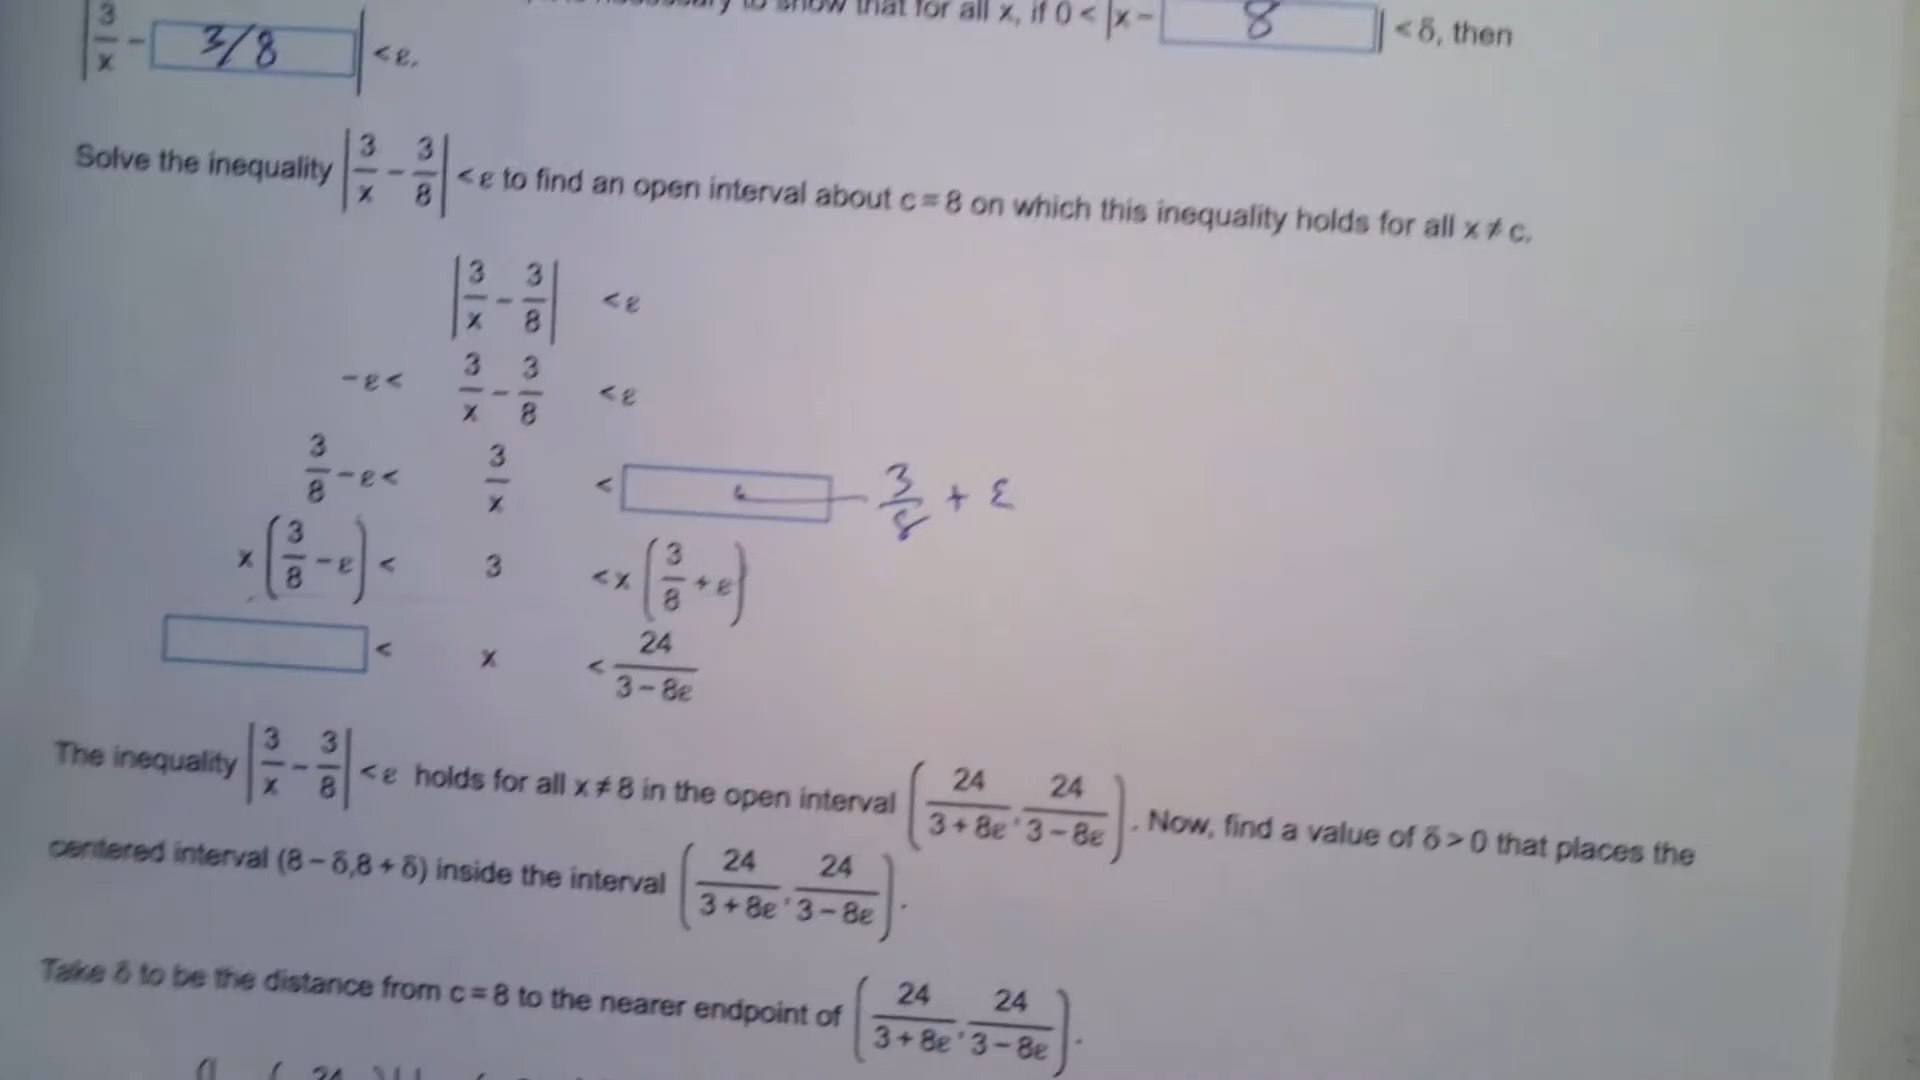 to show that for all x, if 0 < |x − 8| < δ, then
|3/x − 3/8| < ε.
Solve the inequality |3/x − 3/8| < ε to find an open interval about c = 8 on which this inequality holds for all x ≠ c.
|3/x − 3/8| < ε
−ε < 3/x − 3/8 < ε
3/8 − ε < 3/x < 3/8 + ε
x(3/8 − ε) < 3 < x(3/8 + ε)
< x < 24/(3 − 8ε)
The inequality |3/x − 3/8| < ε holds for all x ≠ 8 in the open interval (24/(3 + 8ε), 24/(3 − 8ε)). Now, find a value of δ > 0 that places the
centered interval (8 − δ,8 + δ) inside the interval (24/(3 + 8ε), 24/(3 − 8ε)).
Take δ to be the distance from c = 8 to the nearer endpoint of (24/(3 + 8ε), 24/(3 − 8ε)).